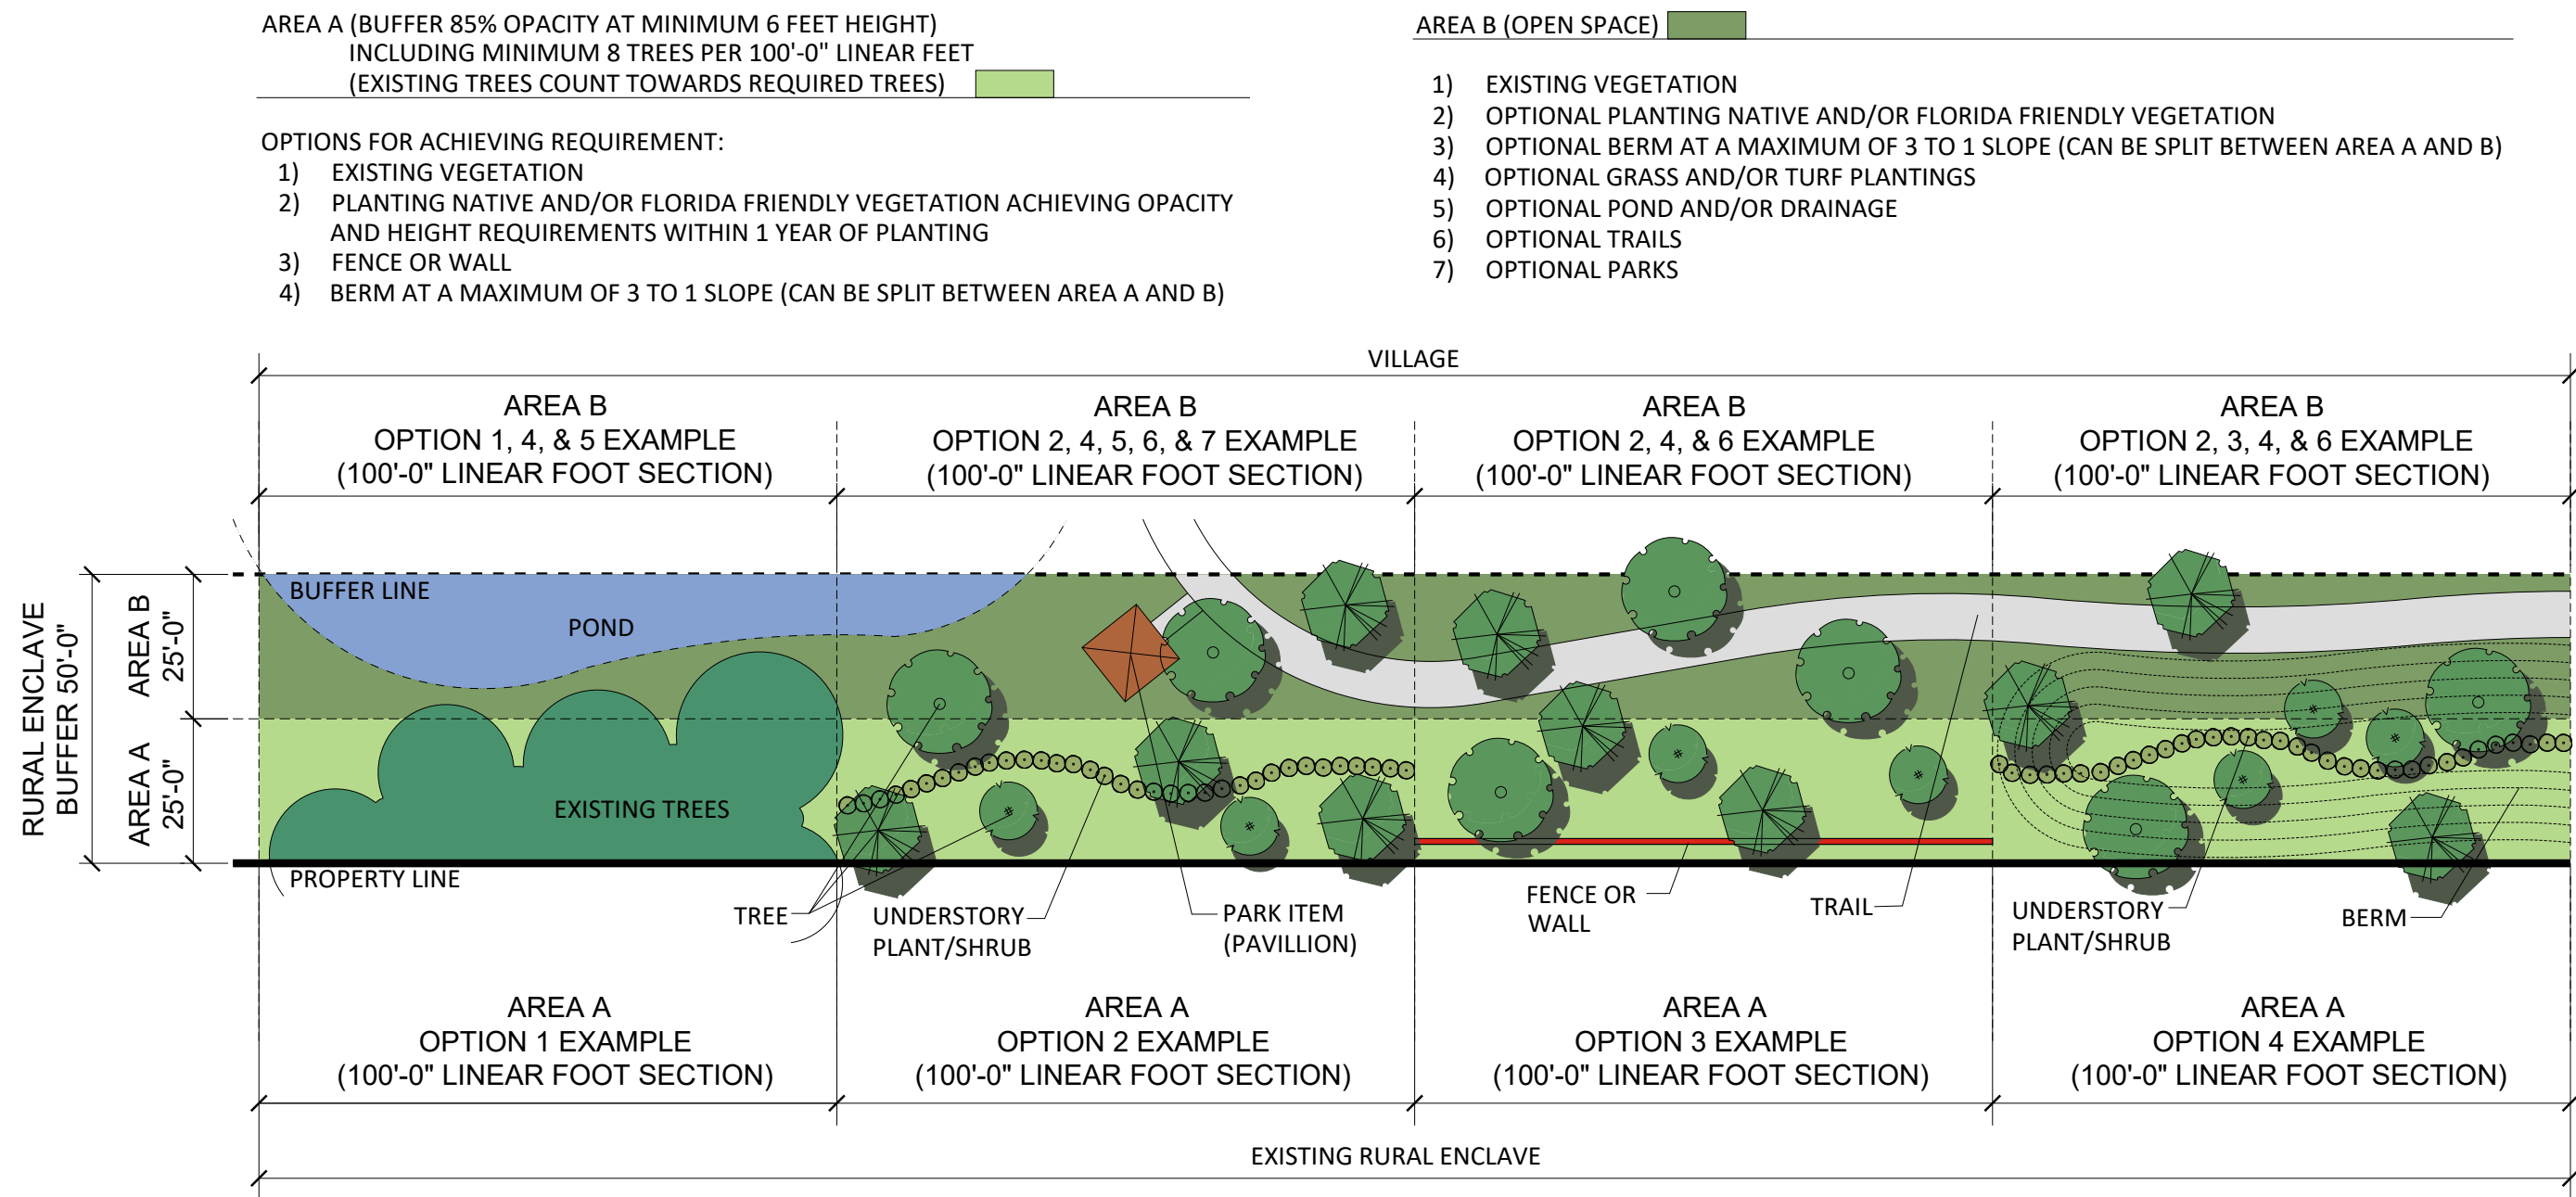 AREA A (BUFFER 85% OPACITY AT MINIMUM 6 FEET HEIGHT)
INCLUDING MINIMUM 8 TREES PER 100'-0" LINEAR FEET
(EXISTING TREES COUNT TOWARDS REQUIRED TREES)
OPTIONS FOR ACHIEVING REQUIREMENT:
1) EXISTING VEGETATION
2) PLANTING NATIVE AND/OR FLORIDA FRIENDLY VEGETATION ACHIEVING OPACITY
AND HEIGHT REQUIREMENTS WITHIN 1 YEAR OF PLANTING
3) FENCE OR WALL
4) BERM AT A MAXIMUM OF 3 TO 1 SLOPE (CAN BE SPLIT BETWEEN AREA A AND B)
AREA B (OPEN SPACE)
1) EXISTING VEGETATION
2) OPTIONAL PLANTING NATIVE AND/OR FLORIDA FRIENDLY VEGETATION
3) OPTIONAL BERM AT A MAXIMUM OF 3 TO 1 SLOPE (CAN BE SPLIT BETWEEN AREA A AND B)
4) OPTIONAL GRASS AND/OR TURF PLANTINGS
5) OPTIONAL POND AND/OR DRAINAGE
6) OPTIONAL TRAILS
7) OPTIONAL PARKS
VILLAGE
AREA B
OPTION 1, 4, & 5 EXAMPLE
(100'-0" LINEAR FOOT SECTION)
AREA B
OPTION 2, 4, 5, 6, & 7 EXAMPLE
(100'-0" LINEAR FOOT SECTION)
AREA B
OPTION 2, 4, & 6 EXAMPLE
(100'-0" LINEAR FOOT SECTION)
AREA B
OPTION 2, 3, 4, & 6 EXAMPLE
(100'-0" LINEAR FOOT SECTION)
RURAL ENCLAVE
BUFFER 50'-0"
AREA B
25'-0"
AREA A
25'-0"
BUFFER LINE
POND
EXISTING TREES
PROPERTY LINE
TREE
UNDERSTORY
PLANT/SHRUB
PARK ITEM
(PAVILLION)
FENCE OR
WALL
TRAIL
UNDERSTORY
PLANT/SHRUB
BERM
AREA A
OPTION 1 EXAMPLE
(100'-0" LINEAR FOOT SECTION)
AREA A
OPTION 2 EXAMPLE
(100'-0" LINEAR FOOT SECTION)
AREA A
OPTION 3 EXAMPLE
(100'-0" LINEAR FOOT SECTION)
AREA A
OPTION 4 EXAMPLE
(100'-0" LINEAR FOOT SECTION)
EXISTING RURAL ENCLAVE